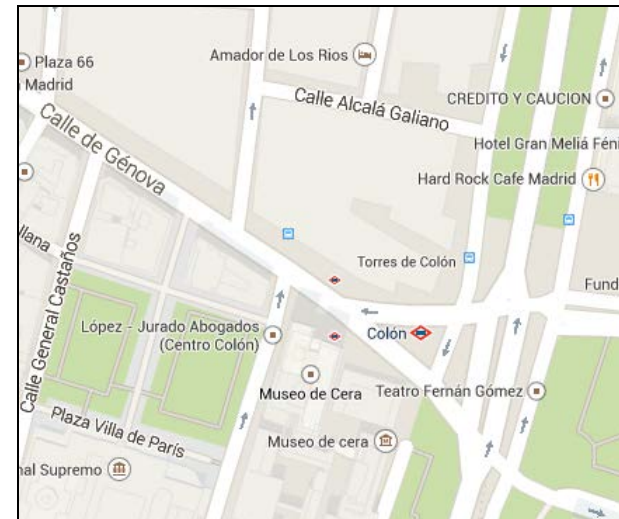 Plaza 66
Madrid
Amador de Los Rios
Calle Alcalá Galiano
CREDITO Y CAUCION
Hotel Gran Meliá Féni
Hard Rock Cafe Madrid
Calle de Génova
llana
Calle General Castaños
Torres de Colón
Fund
Colón
López - Jurado Abogados
(Centro Colón)
Museo de Cera
Teatro Fernán Gómez
Plaza Villa de París
Museo de cera
nal Supremo